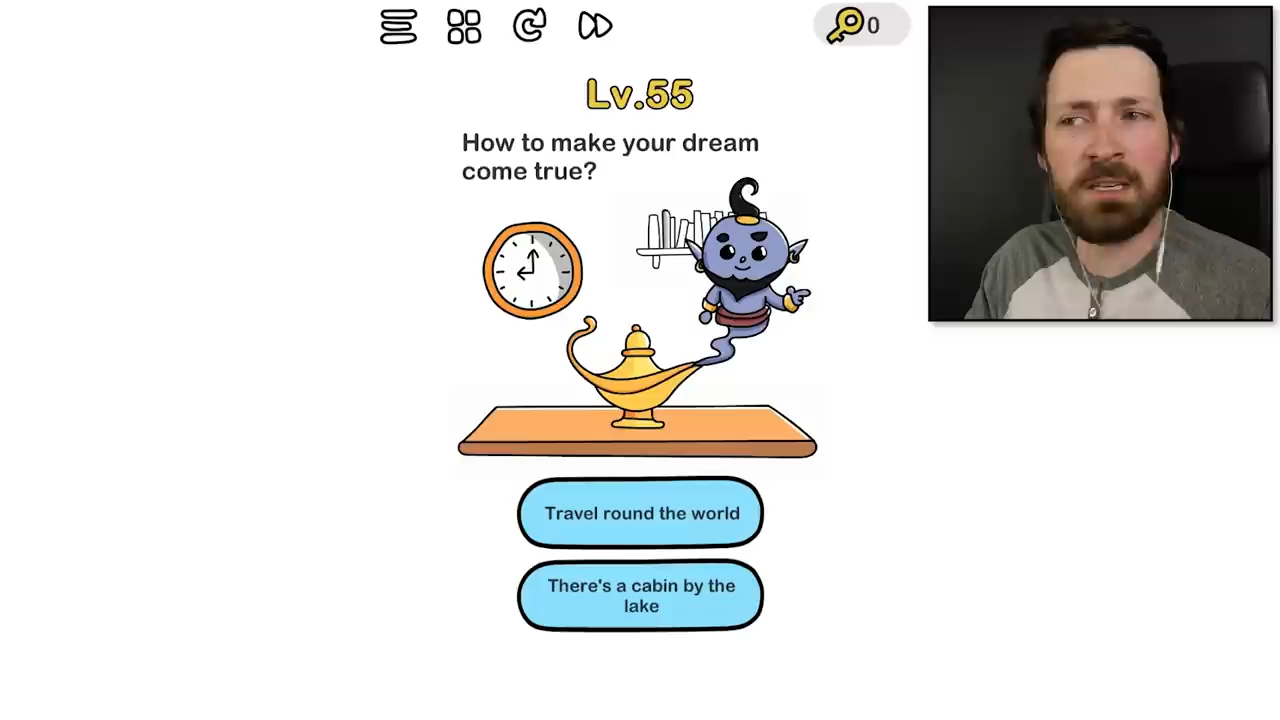 0
Lv.55
How to make your dream
come true?
Travel round the world
There's a cabin by the
lake